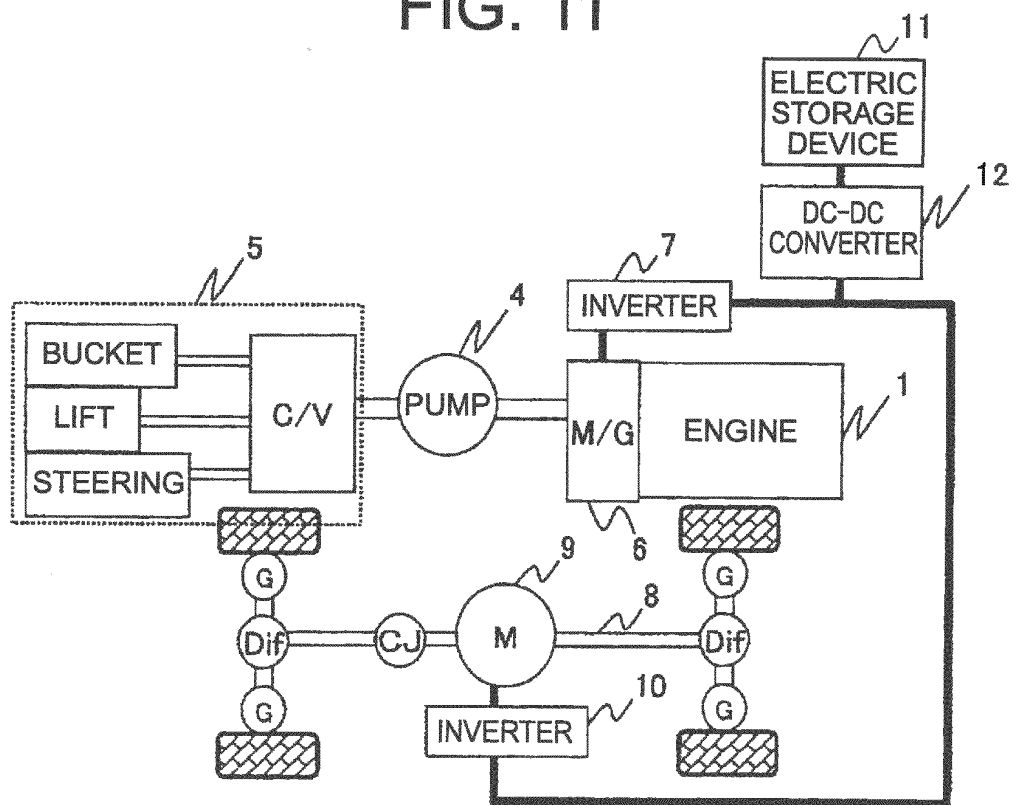 FIG. 11
11
ELECTRIC
STORAGE
DEVICE
12
DC-DC
CONVERTER
5
7
INVERTER
4
BUCKET
LIFT
STEERING
C/V
PUMP
M/G
ENGINE
1
6
9
8
G
G
Dif
CJ
M
Dif
G
G
10
INVERTER